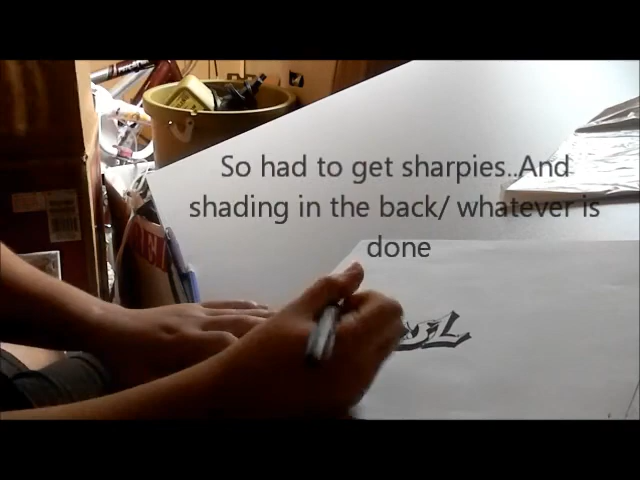 So had to get sharpies..And
shading in the back/ whatever is
done